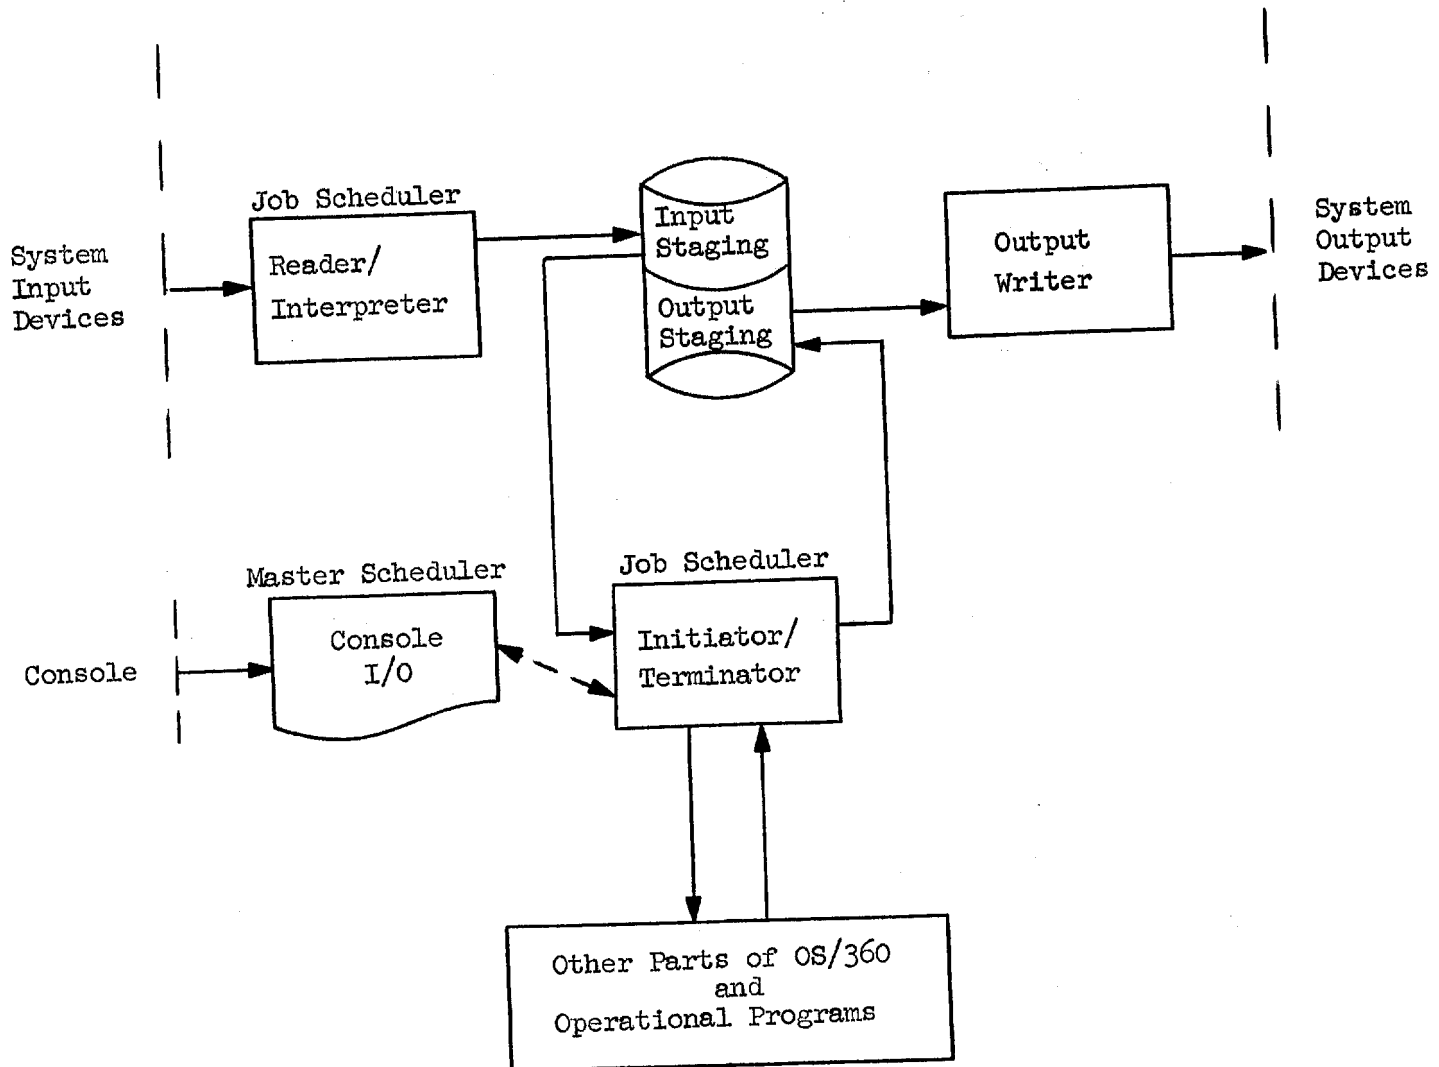 System
Input
Devices
Job Scheduler
Reader/
Interpreter
Input
Staging
Output
Staging
Output
Writer
System
Output
Devices
Console
Master Scheduler
Console
I/O
Job Scheduler
Initiator/
Terminator
Other Parts of OS/360
and
Operational Programs